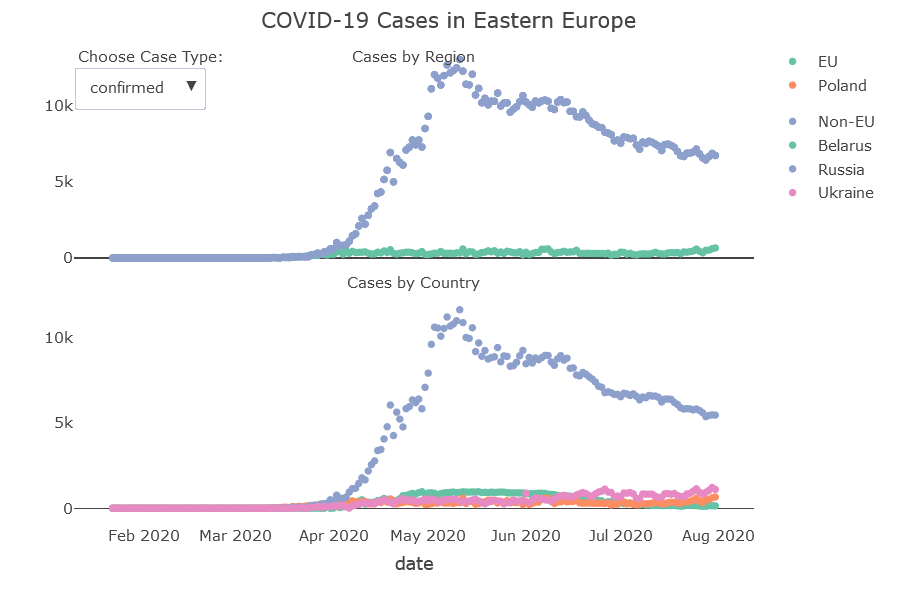 COVID-19 Cases in Eastern Europe
Choose Case Type:
confirmed ▼
Cases by Region
10k
5k
0
EU
Poland
Non-EU
Belarus
Russia
Ukraine
Cases by Country
10k
5k
0
Feb 2020 Mar 2020 Apr 2020 May 2020 Jun 2020 Jul 2020 Aug 2020
date